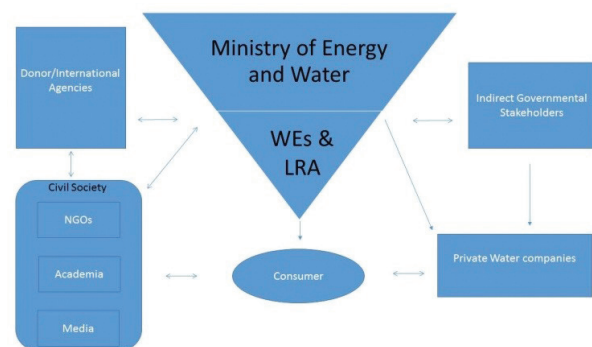 Ministry of Energy
and Water
Donor/International
Agencies
Indirect Governmental
Stakeholders
WEs &
LRA
Civil Society
NGOs
Academia
Media
Consumer
Private Water companies